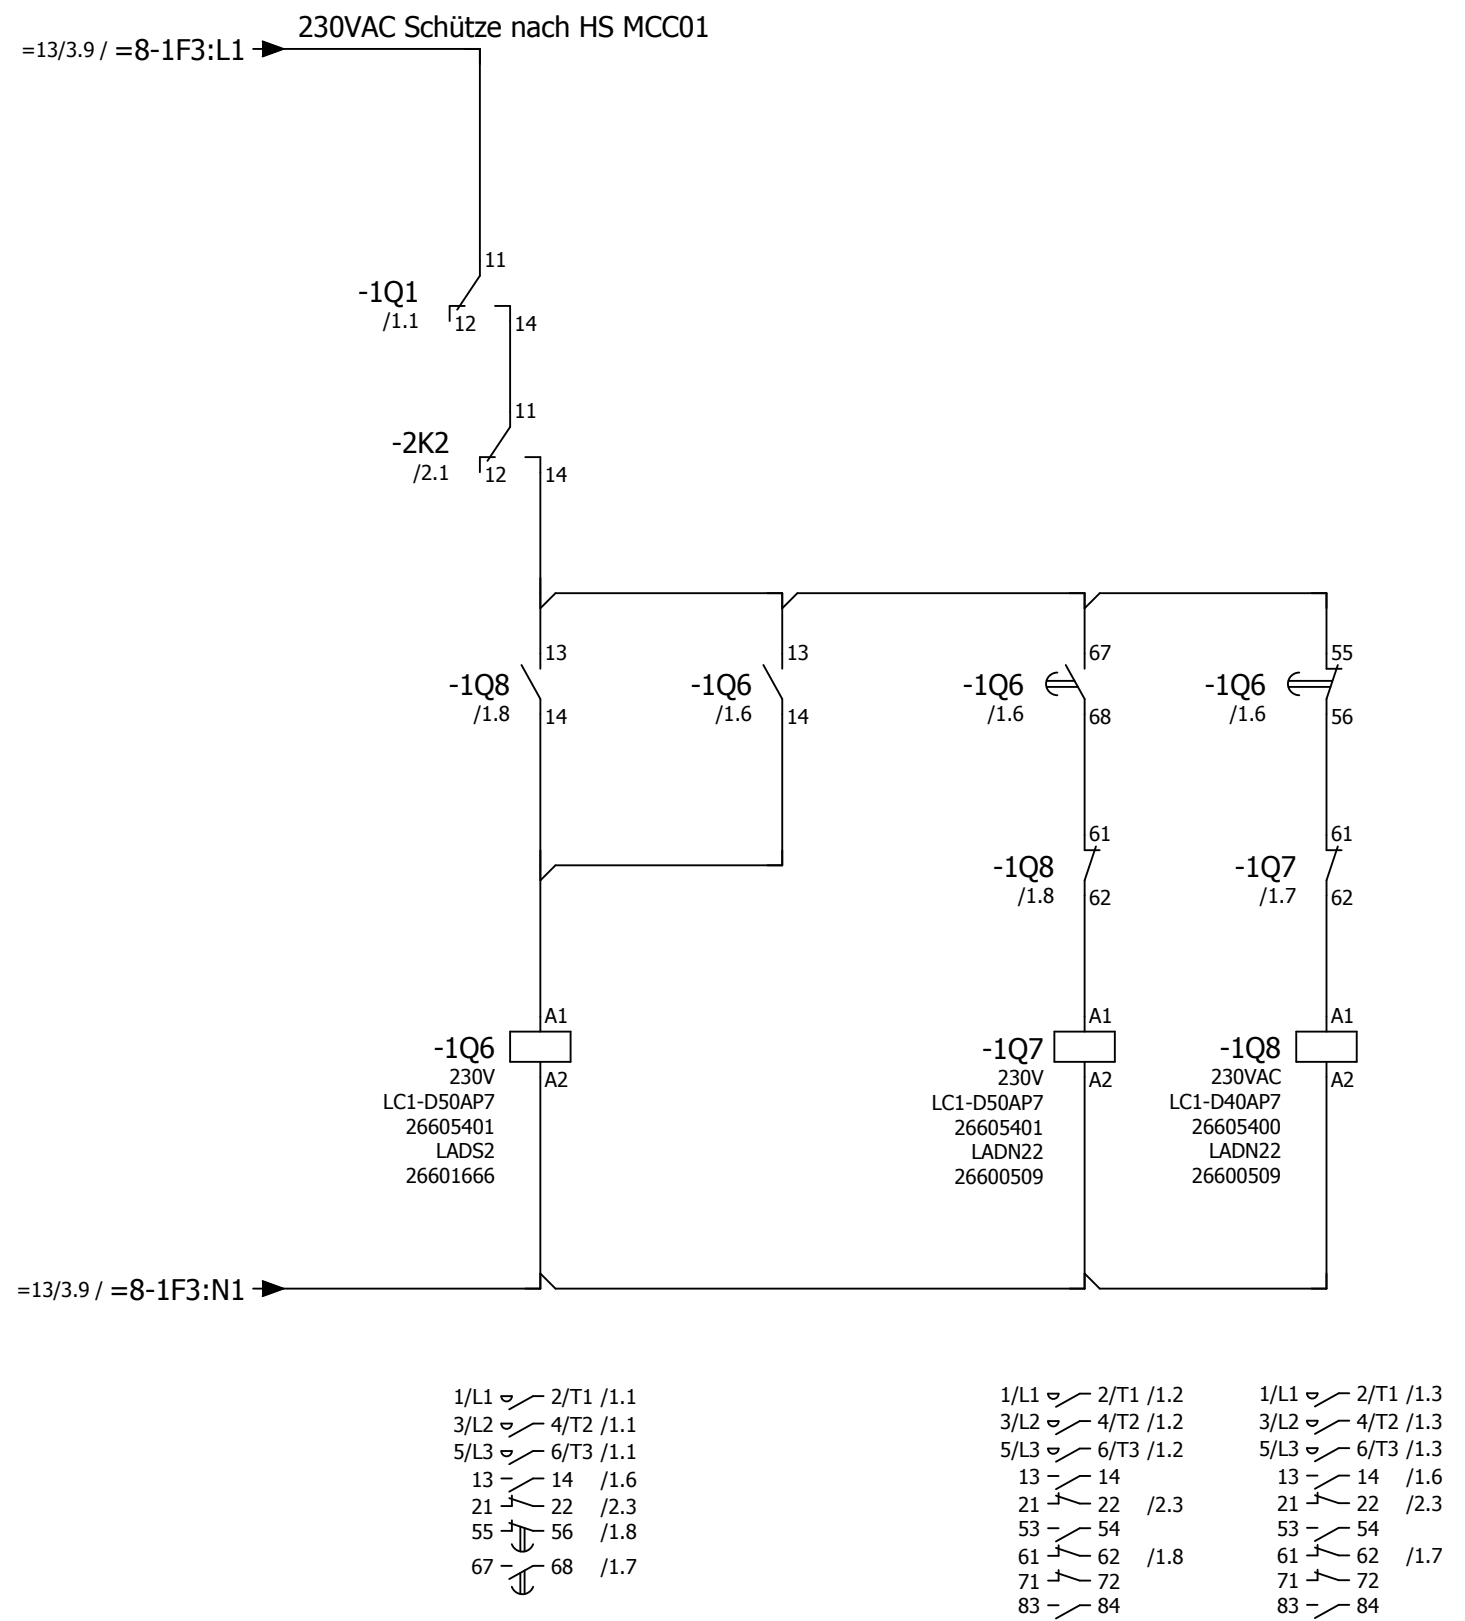 230VAC Schütze nach HS MCC01
=13/3.9 / =8-1F3:L1
11
-1Q1
/1.1
12
14
11
-2K2
/2.1
12
14
13
-1Q8
/1.8
14
13
-1Q6
/1.6
14
67
-1Q6
/1.6
68
55
-1Q6
/1.6
56
61
-1Q8
/1.8
62
61
-1Q7
/1.7
62
A1
-1Q6
230V
A2
LC1-D50AP7
26605401
LADS2
26601666
A1
-1Q7
230V
A2
LC1-D50AP7
26605401
LADN22
26600509
A1
-1Q8
230VAC
A2
LC1-D40AP7
26605400
LADN22
26600509
=13/3.9 / =8-1F3:N1
1/L1 2/T1 /1.1
3/L2 4/T2 /1.1
5/L3 6/T3 /1.1
13 14 /1.6
21 22 /2.3
55 56 /1.8
67 68 /1.7
1/L1 2/T1 /1.2
3/L2 4/T2 /1.2
5/L3 6/T3 /1.2
13 14
21 22 /2.3
53 54
61 62 /1.8
71 72
83 84
1/L1 2/T1 /1.3
3/L2 4/T2 /1.3
5/L3 6/T3 /1.3
13 14 /1.6
21 22 /2.3
53 54
61 62 /1.7
71 72
83 84